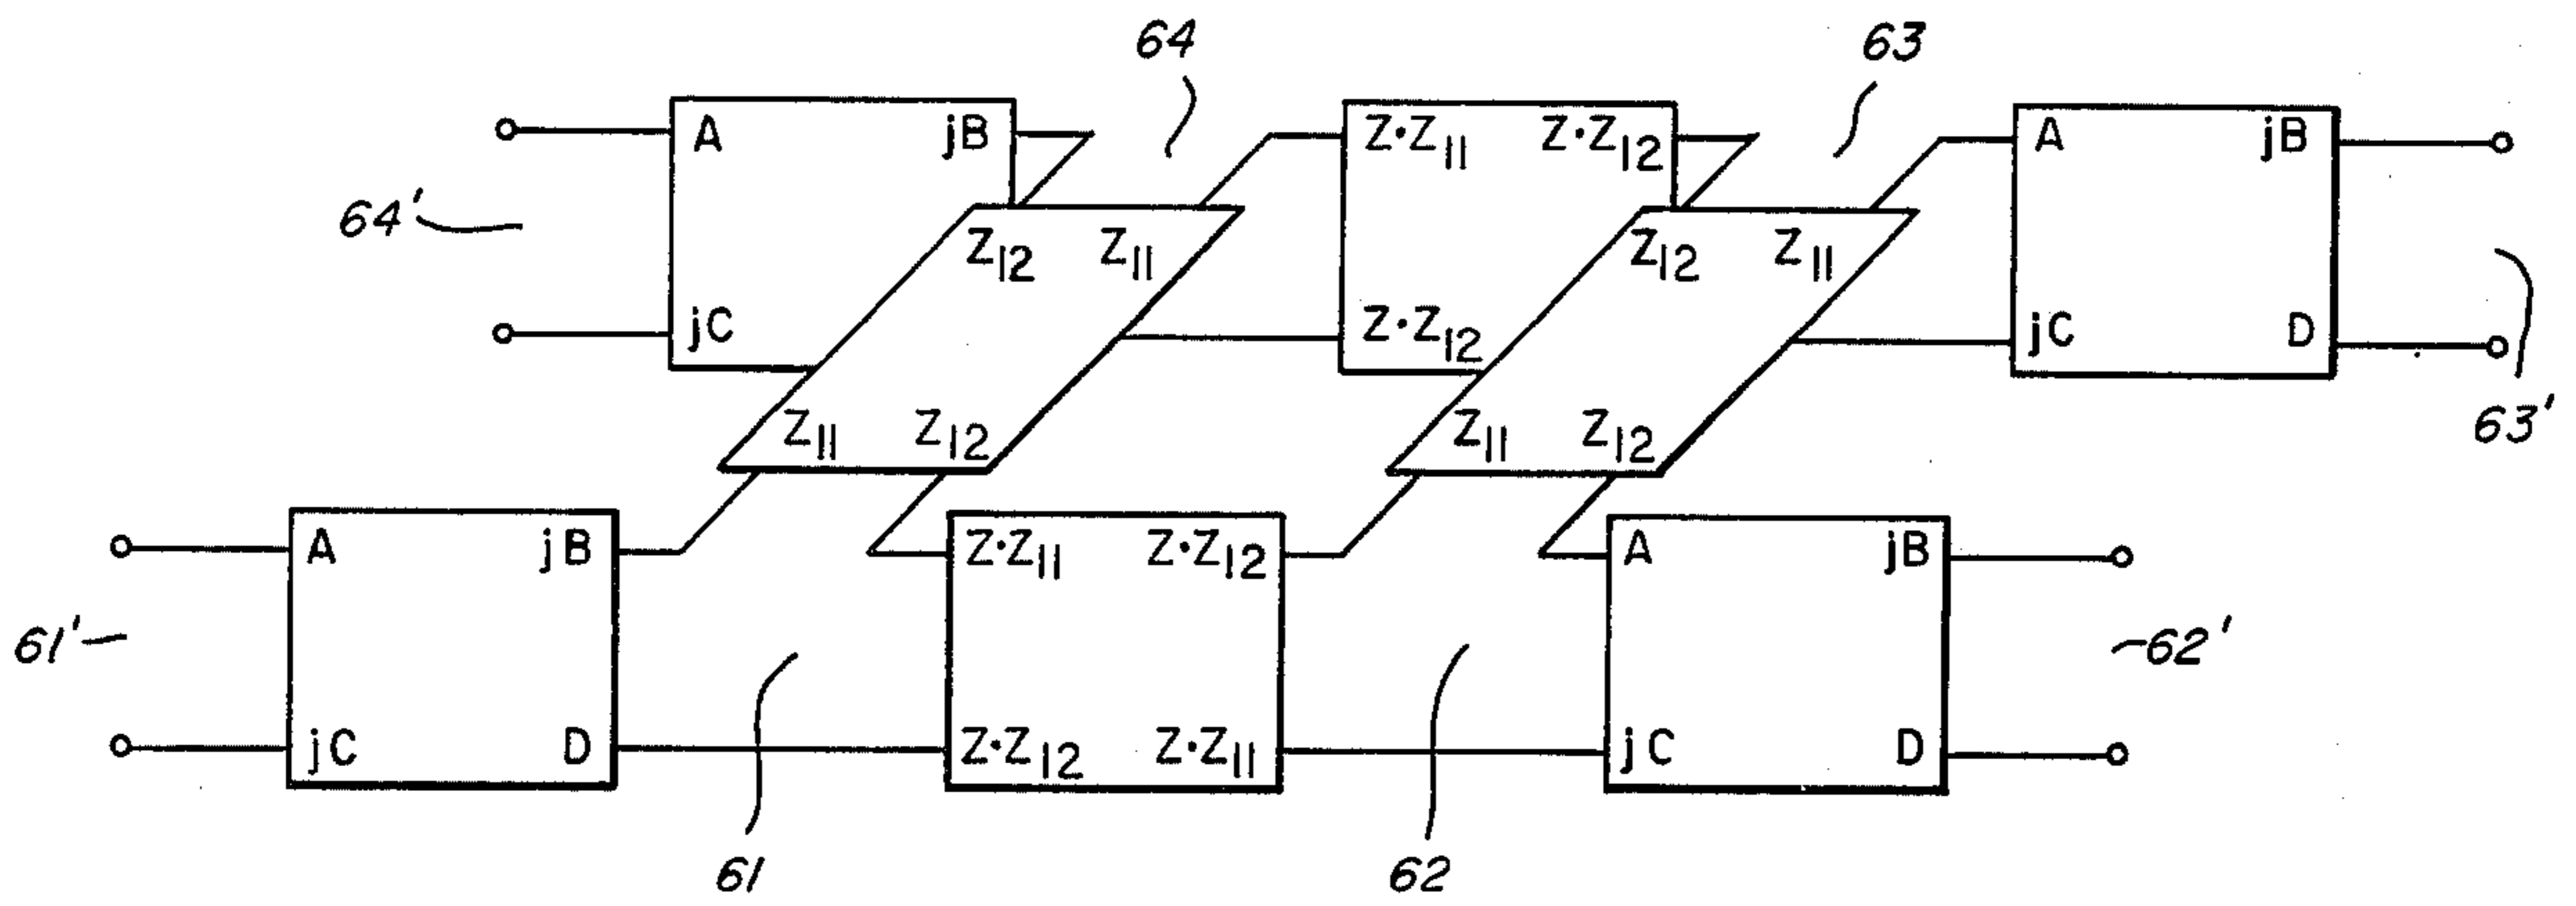 64 63
A jB Z·Z11 Z·Z12 A jB
64' Z12 Z11 Z12 Z11
jC Z·Z12 jC D
63'
Z11 Z12 Z11 Z12
A jB Z·Z11 Z·Z12 A jB
61' 62'
jC D Z·Z12 Z·Z11 jC D
61 62